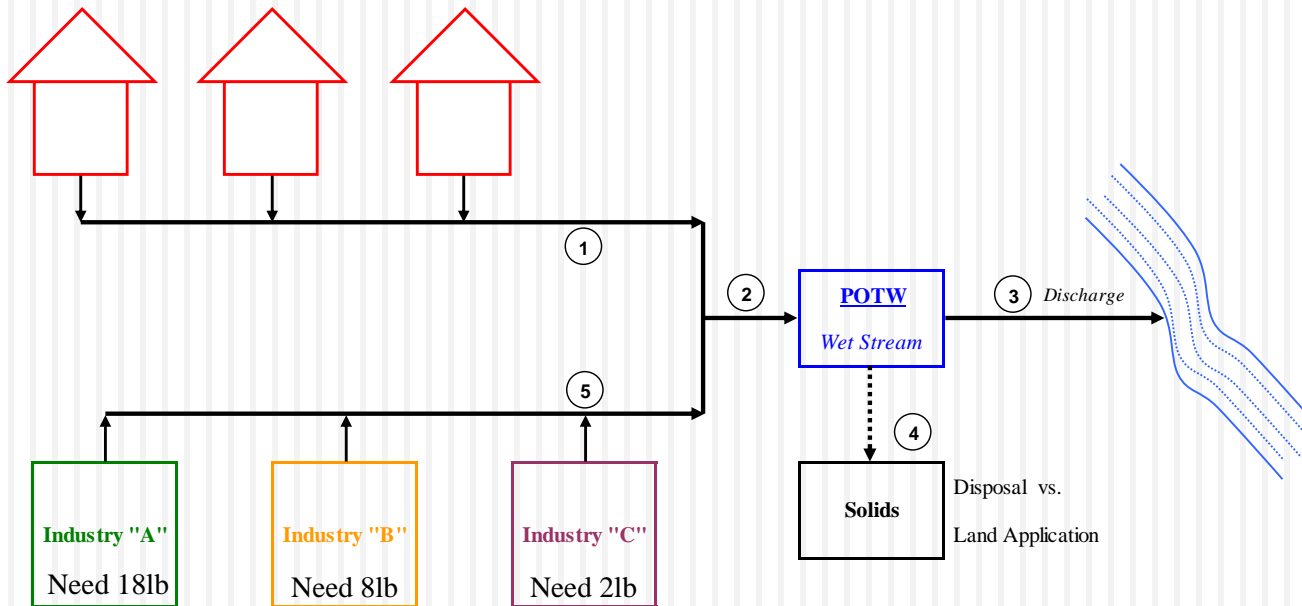 1
2
POTW
Wet Stream
3
Discharge
5
4
Industry "A"
Need 18lb
Industry "B"
Need 8lb
Industry "C"
Need 2lb
Solids
Disposal vs.
Land Application